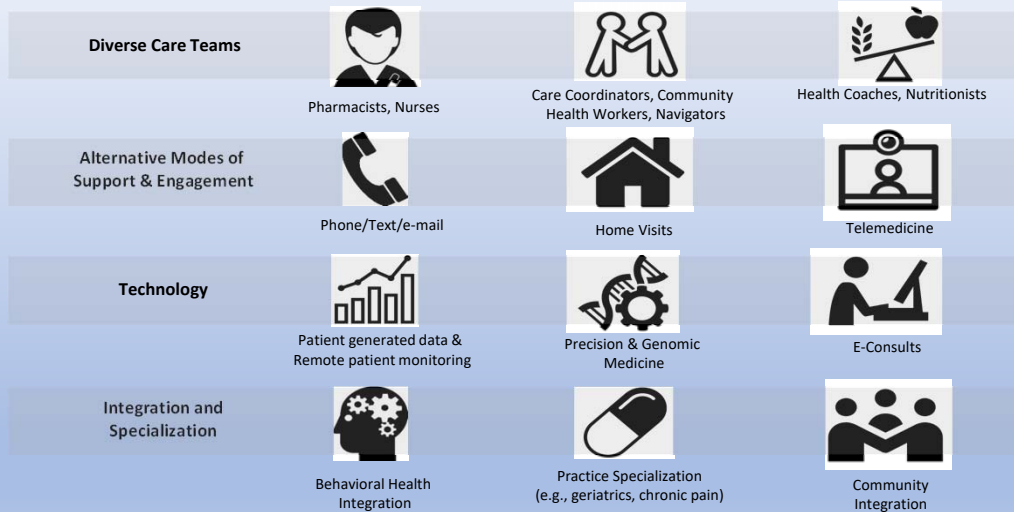 Diverse Care Teams
Pharmacists, Nurses
Care Coordinators, Community
Health Workers, Navigators
Health Coaches, Nutritionists
Alternative Modes of
Support & Engagement
Phone/Text/e-mail
Home Visits
Telemedicine
Technology
Patient generated data &
Remote patient monitoring
Precision & Genomic
Medicine
E-Consults
Integration and
Specialization
Behavioral Health
Integration
Practice Specialization
(e.g., geriatrics, chronic pain)
Community
Integration